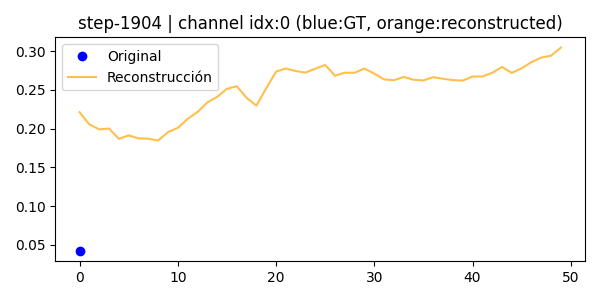 step-1904 | channel idx:0 (blue:GT, orange:reconstructed)
Original
Reconstrucción
0.30
0.25
0.20
0.15
0.10
0.05
0 10 20 30 40 50